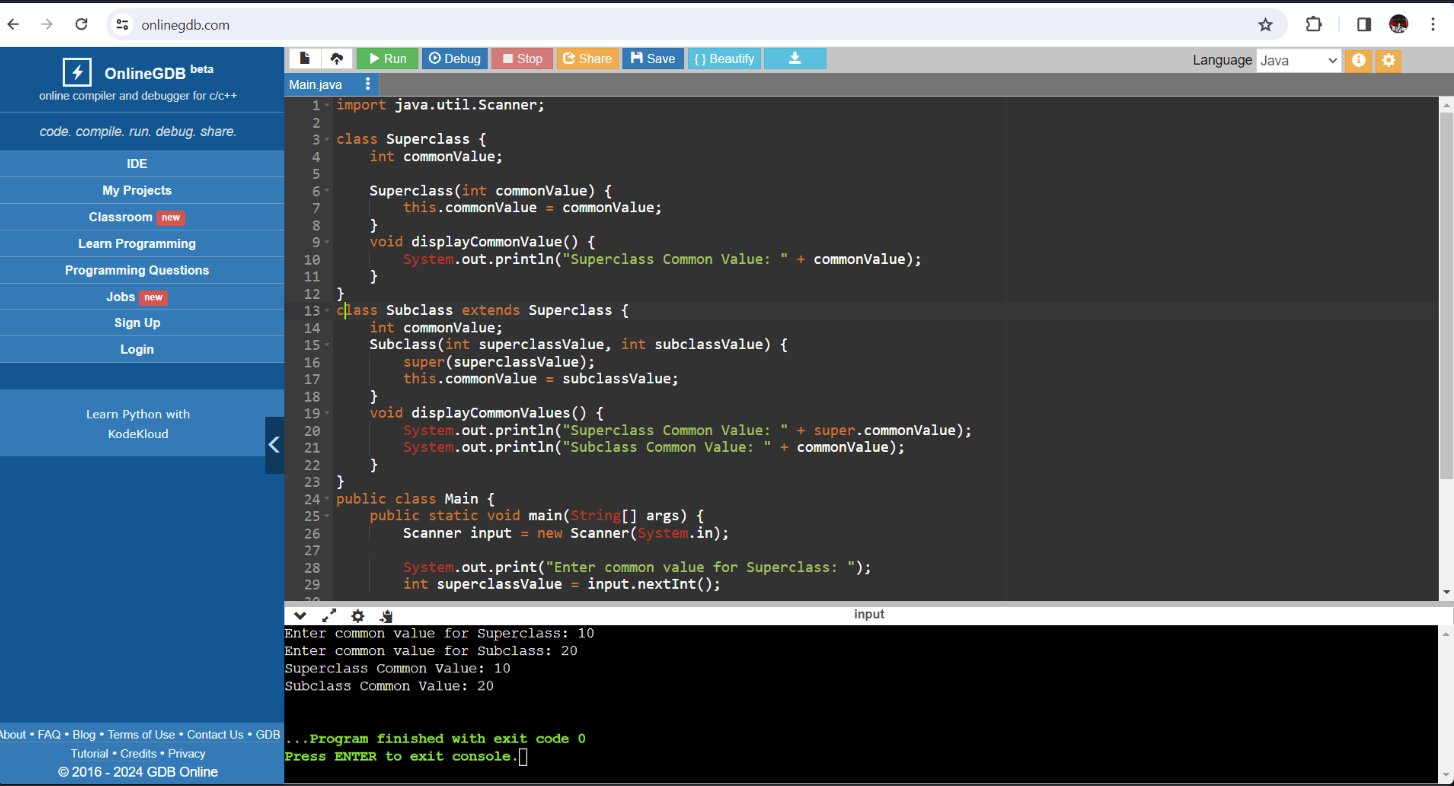 onlinegdb.com
OnlineGDB beta
online compiler and debugger for c/c++
code. compile. run. debug. share.
IDE
My Projects
Classroom new
Learn Programming
Programming Questions
Jobs new
Sign Up
Login
Learn Python with
KodeKloud
About • FAQ • Blog • Terms of Use • Contact Us • GDB
Tutorial • Credits • Privacy
© 2016 - 2024 GDB Online
Run Debug Stop Share Save { } Beautify Language Java
Main.java
1 import java.util.Scanner;
2
3 class Superclass {
4 int commonValue;
5
6 Superclass(int commonValue) {
7 this.commonValue = commonValue;
8 }
9 void displayCommonValue() {
10 System.out.println("Superclass Common Value: " + commonValue);
11 }
12 }
13 class Subclass extends Superclass {
14 int commonValue;
15 Subclass(int superclassValue, int subclassValue) {
16 super(superclassValue);
17 this.commonValue = subclassValue;
18 }
19 void displayCommonValues() {
20 System.out.println("Superclass Common Value: " + super.commonValue);
21 System.out.println("Subclass Common Value: " + commonValue);
22 }
23 }
24 public class Main {
25 public static void main(String[] args) {
26 Scanner input = new Scanner(System.in);
27
28 System.out.print("Enter common value for Superclass: ");
29 int superclassValue = input.nextInt();
input
Enter common value for Superclass: 10
Enter common value for Subclass: 20
Superclass Common Value: 10
Subclass Common Value: 20
...Program finished with exit code 0
Press ENTER to exit console.